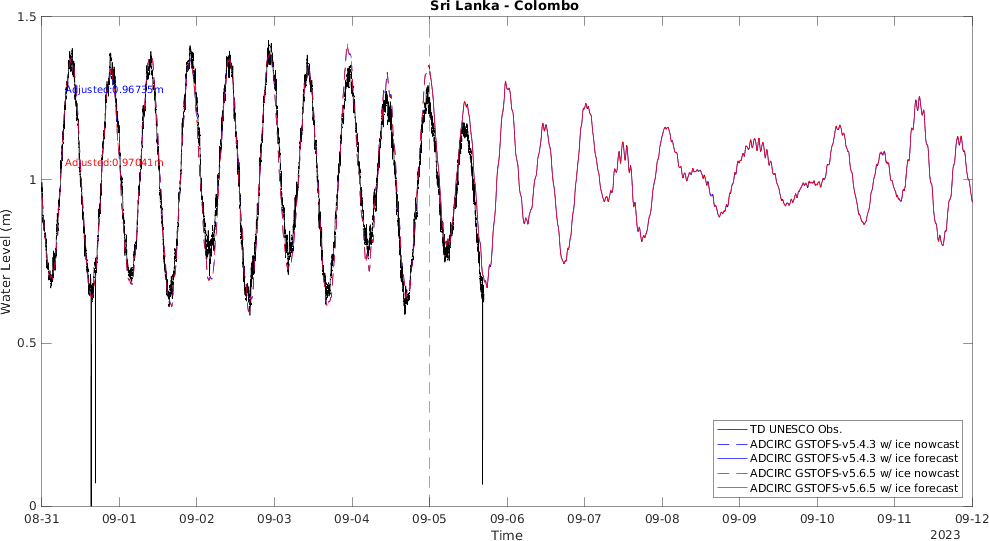 Sri Lanka - Colombo
1.5
Adjusted:0.96735m
Adjusted:0.97041m
1
0.5
0
Water Level (m)
TD UNESCO Obs.
ADCIRC GSTOFS-v5.4.3 w/ ice nowcast
ADCIRC GSTOFS-v5.4.3 w/ ice forecast
ADCIRC GSTOFS-v5.6.5 w/ ice nowcast
ADCIRC GSTOFS-v5.6.5 w/ ice forecast
08-31 09-01 09-02 09-03 09-04 09-05 09-06 09-07 09-08 09-09 09-10 09-11 09-12
Time
2023